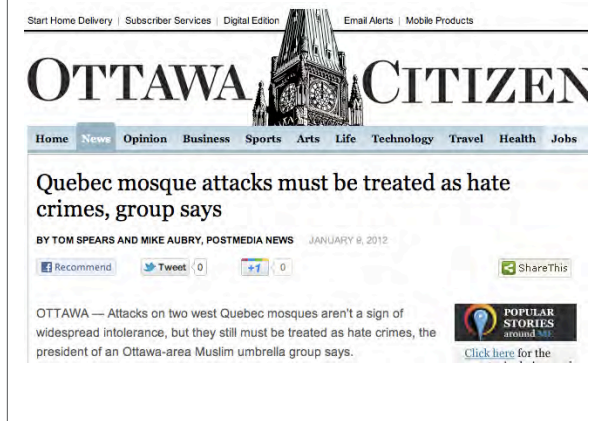 Start Home Delivery | Subscriber Services | Digital Edition Email Alerts | Mobile Products
OTTAWA CITIZEN
Home News Opinion Business Sports Arts Life Technology Travel Health Jobs
Quebec mosque attacks must be treated as hate
crimes, group says
BY TOM SPEARS AND MIKE AUBRY, POSTMEDIA NEWS JANUARY 9, 2012
Recommend Tweet 0 +1 0 ShareThis
OTTAWA — Attacks on two west Quebec mosques aren't a sign of
widespread intolerance, but they still must be treated as hate crimes, the
president of an Ottawa-area Muslim umbrella group says.
POPULAR
STORIES
around ME
Click here for the